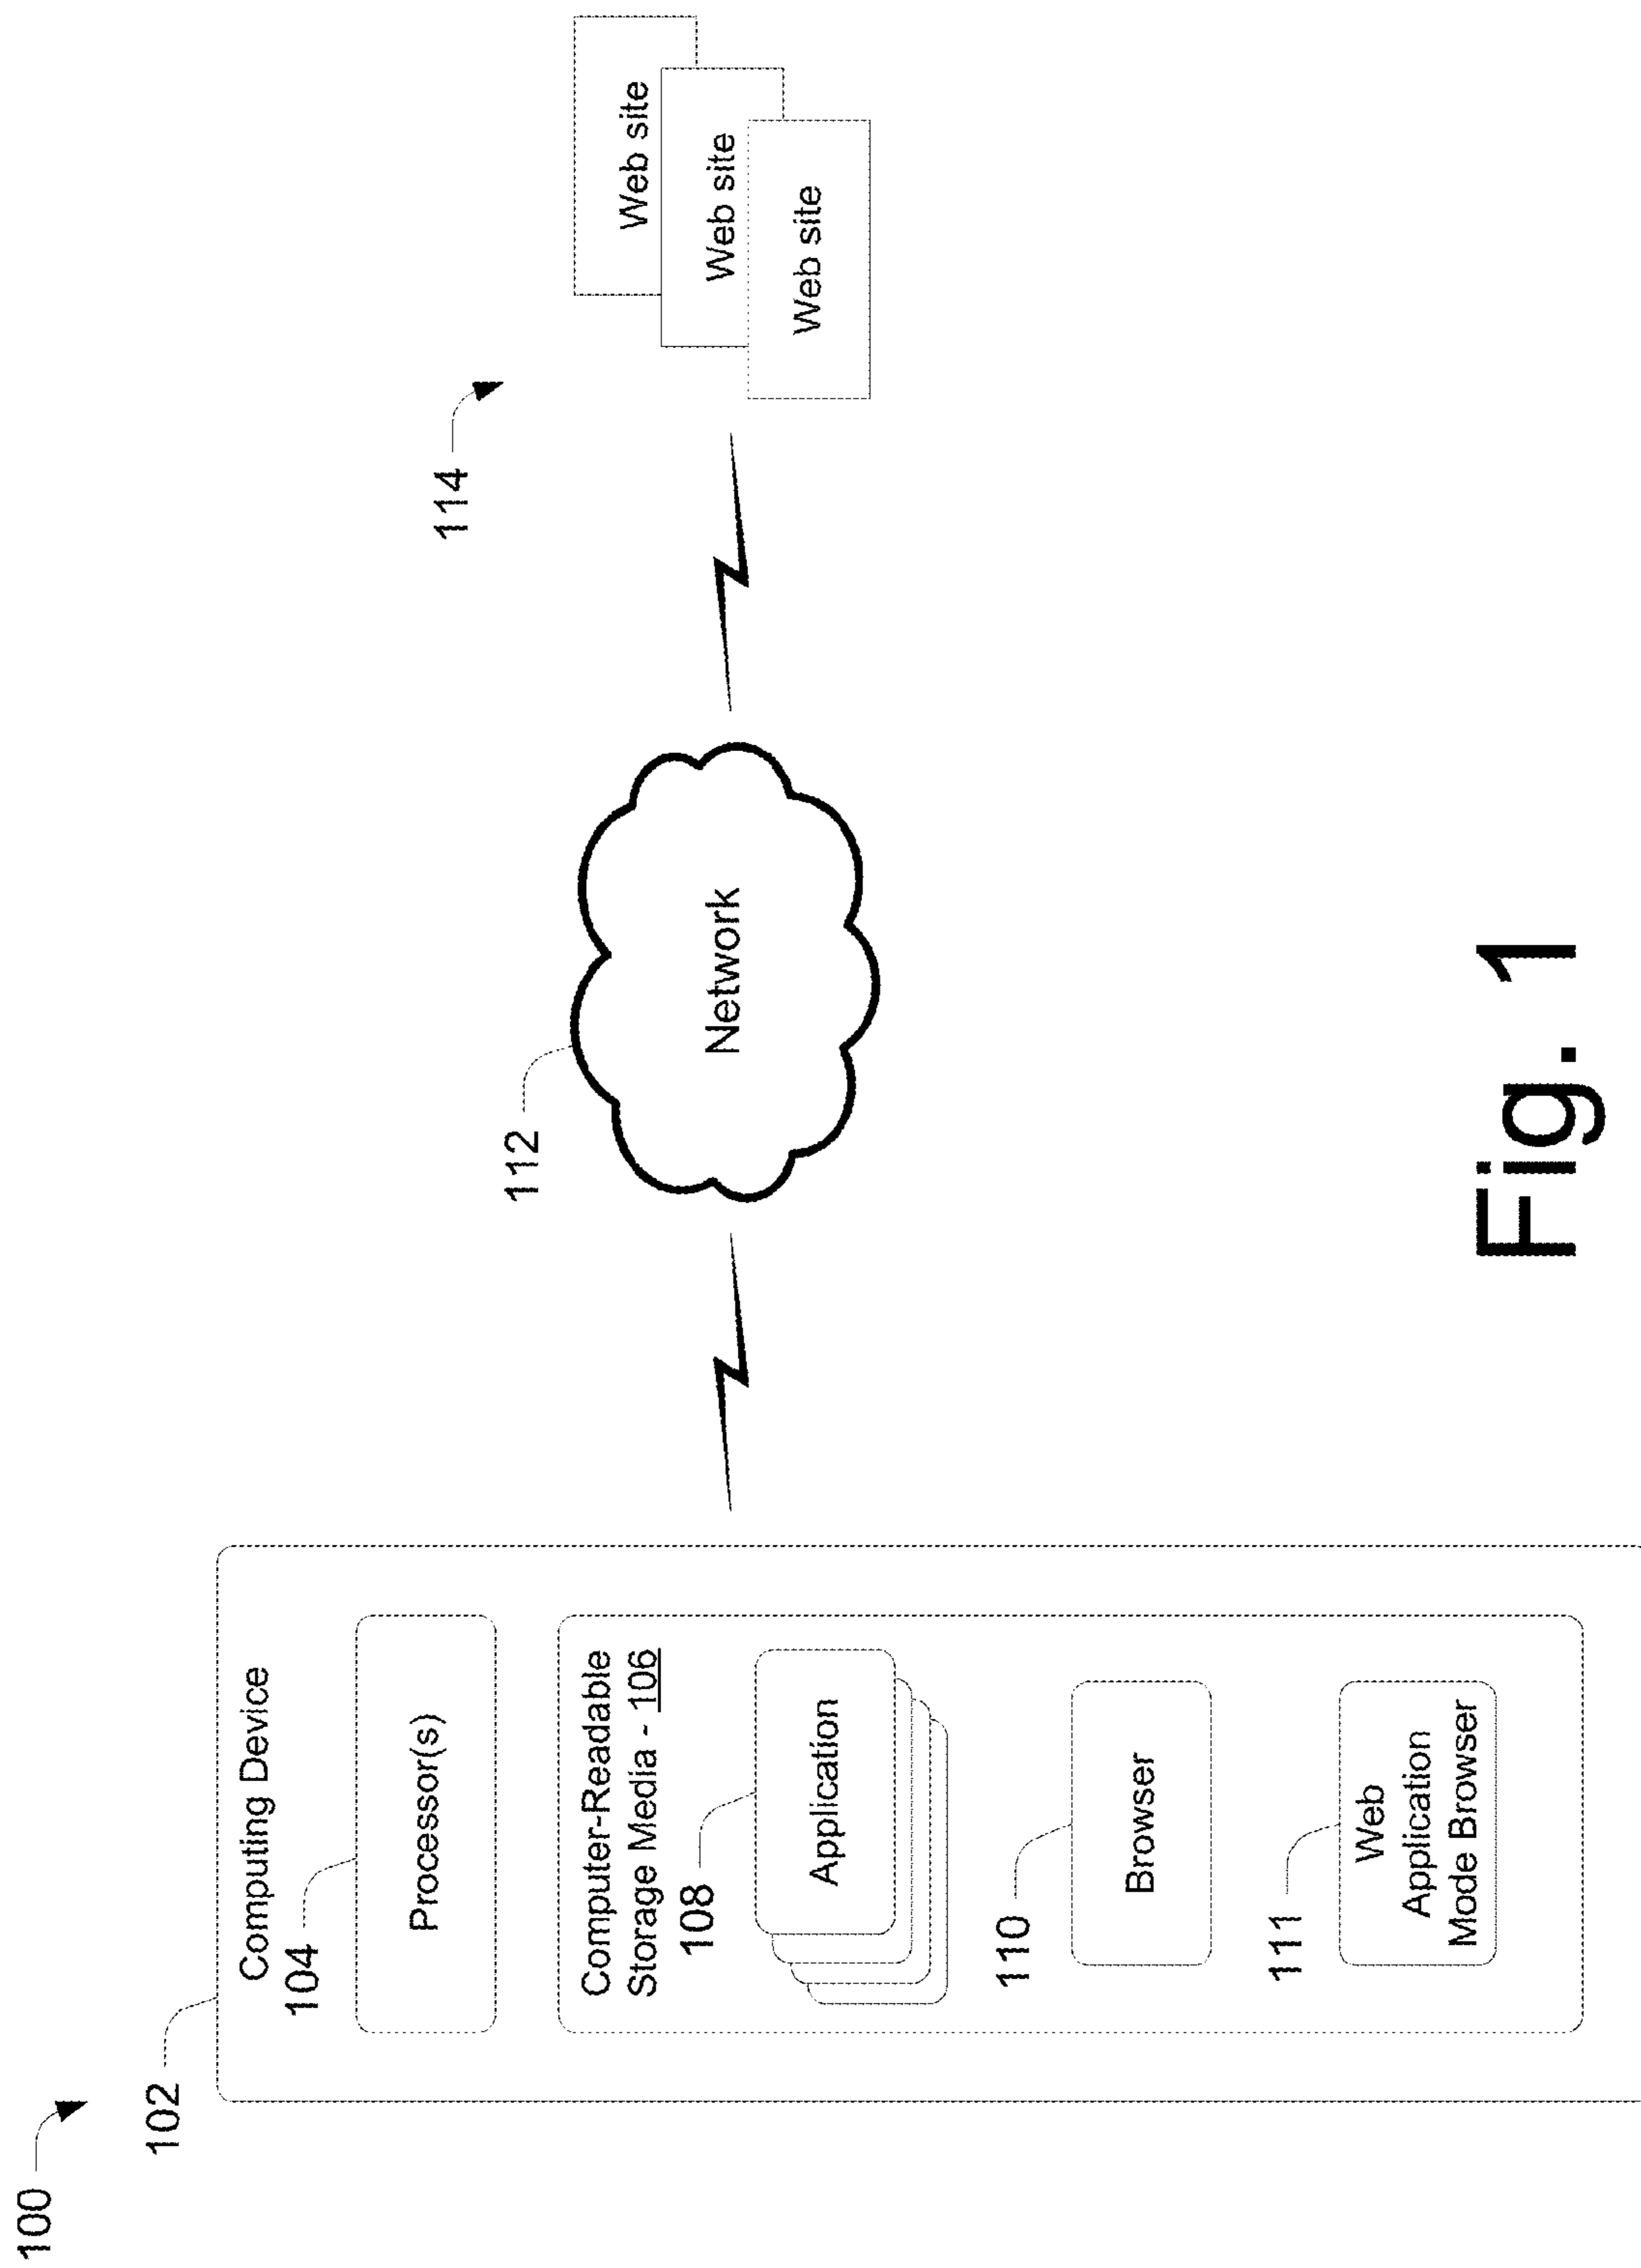 100
102
Computing Device
104
Processor(s)
Computer-Readable
Storage Media - 106
108
Application
110
Browser
111
Web
Application
Mode Browser
112
Network
114
Web site
Web site
Web site
Fig. 1